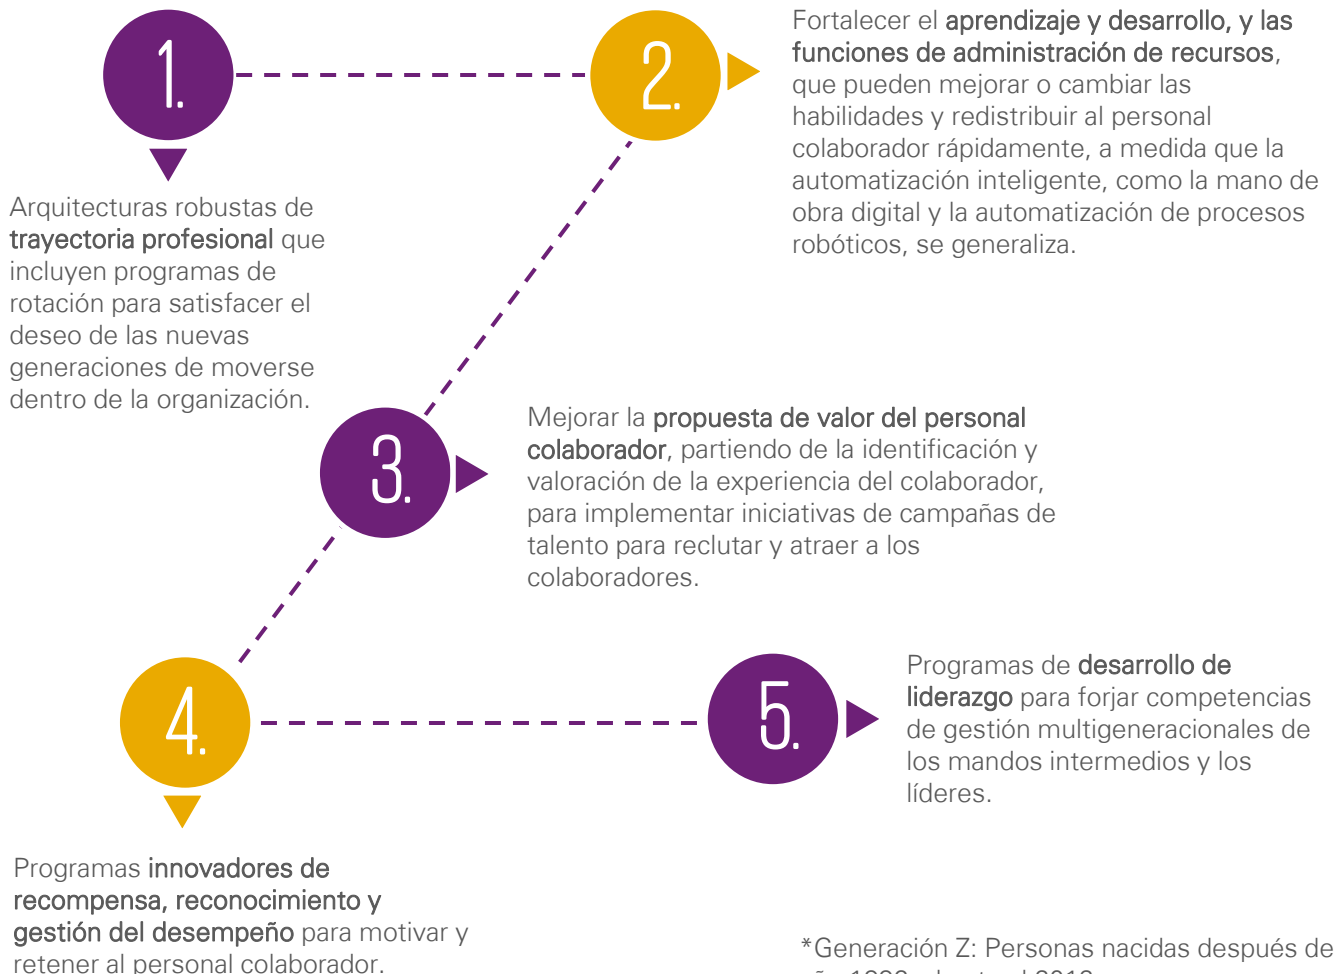 1.
Arquitecturas robustas de
trayectoria profesional que
incluyen programas de
rotación para satisfacer el
deseo de las nuevas
generaciones de moverse
dentro de la organización.
2.
Fortalecer el aprendizaje y desarrollo, y las
funciones de administración de recursos,
que pueden mejorar o cambiar las
habilidades y redistribuir al personal
colaborador rápidamente, a medida que la
automatización inteligente, como la mano de
obra digital y la automatización de procesos
robóticos, se generaliza.
3.
Mejorar la propuesta de valor del personal
colaborador, partiendo de la identificación y
valoración de la experiencia del colaborador,
para implementar iniciativas de campañas de
talento para reclutar y atraer a los
colaboradores.
4.
Programas innovadores de
recompensa, reconocimiento y
gestión del desempeño para motivar y
retener al personal colaborador.
5.
Programas de desarrollo de
liderazgo para forjar competencias
de gestión multigeneracionales de
los mandos intermedios y los
líderes.
*Generación Z: Personas nacidas después de